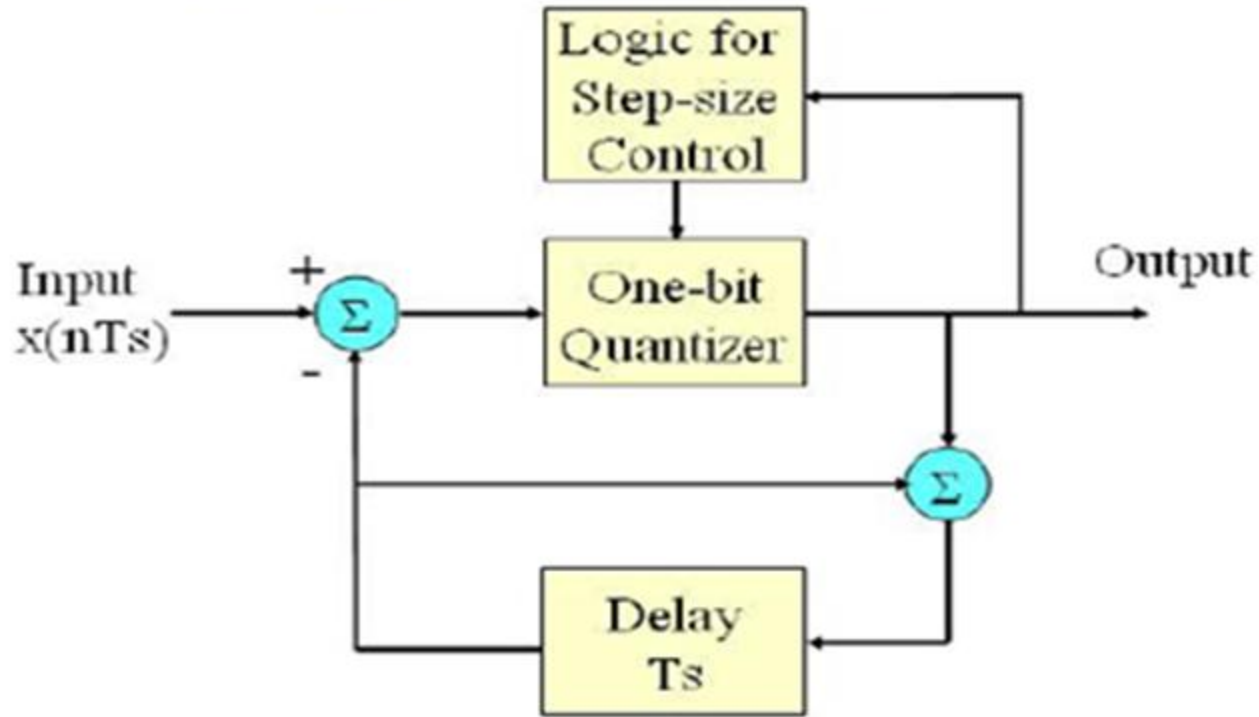 Logic for
Step-size
Control
Input
x(nTs)
+
-
Σ
One-bit
Quantizer
Output
Σ
Delay
Ts